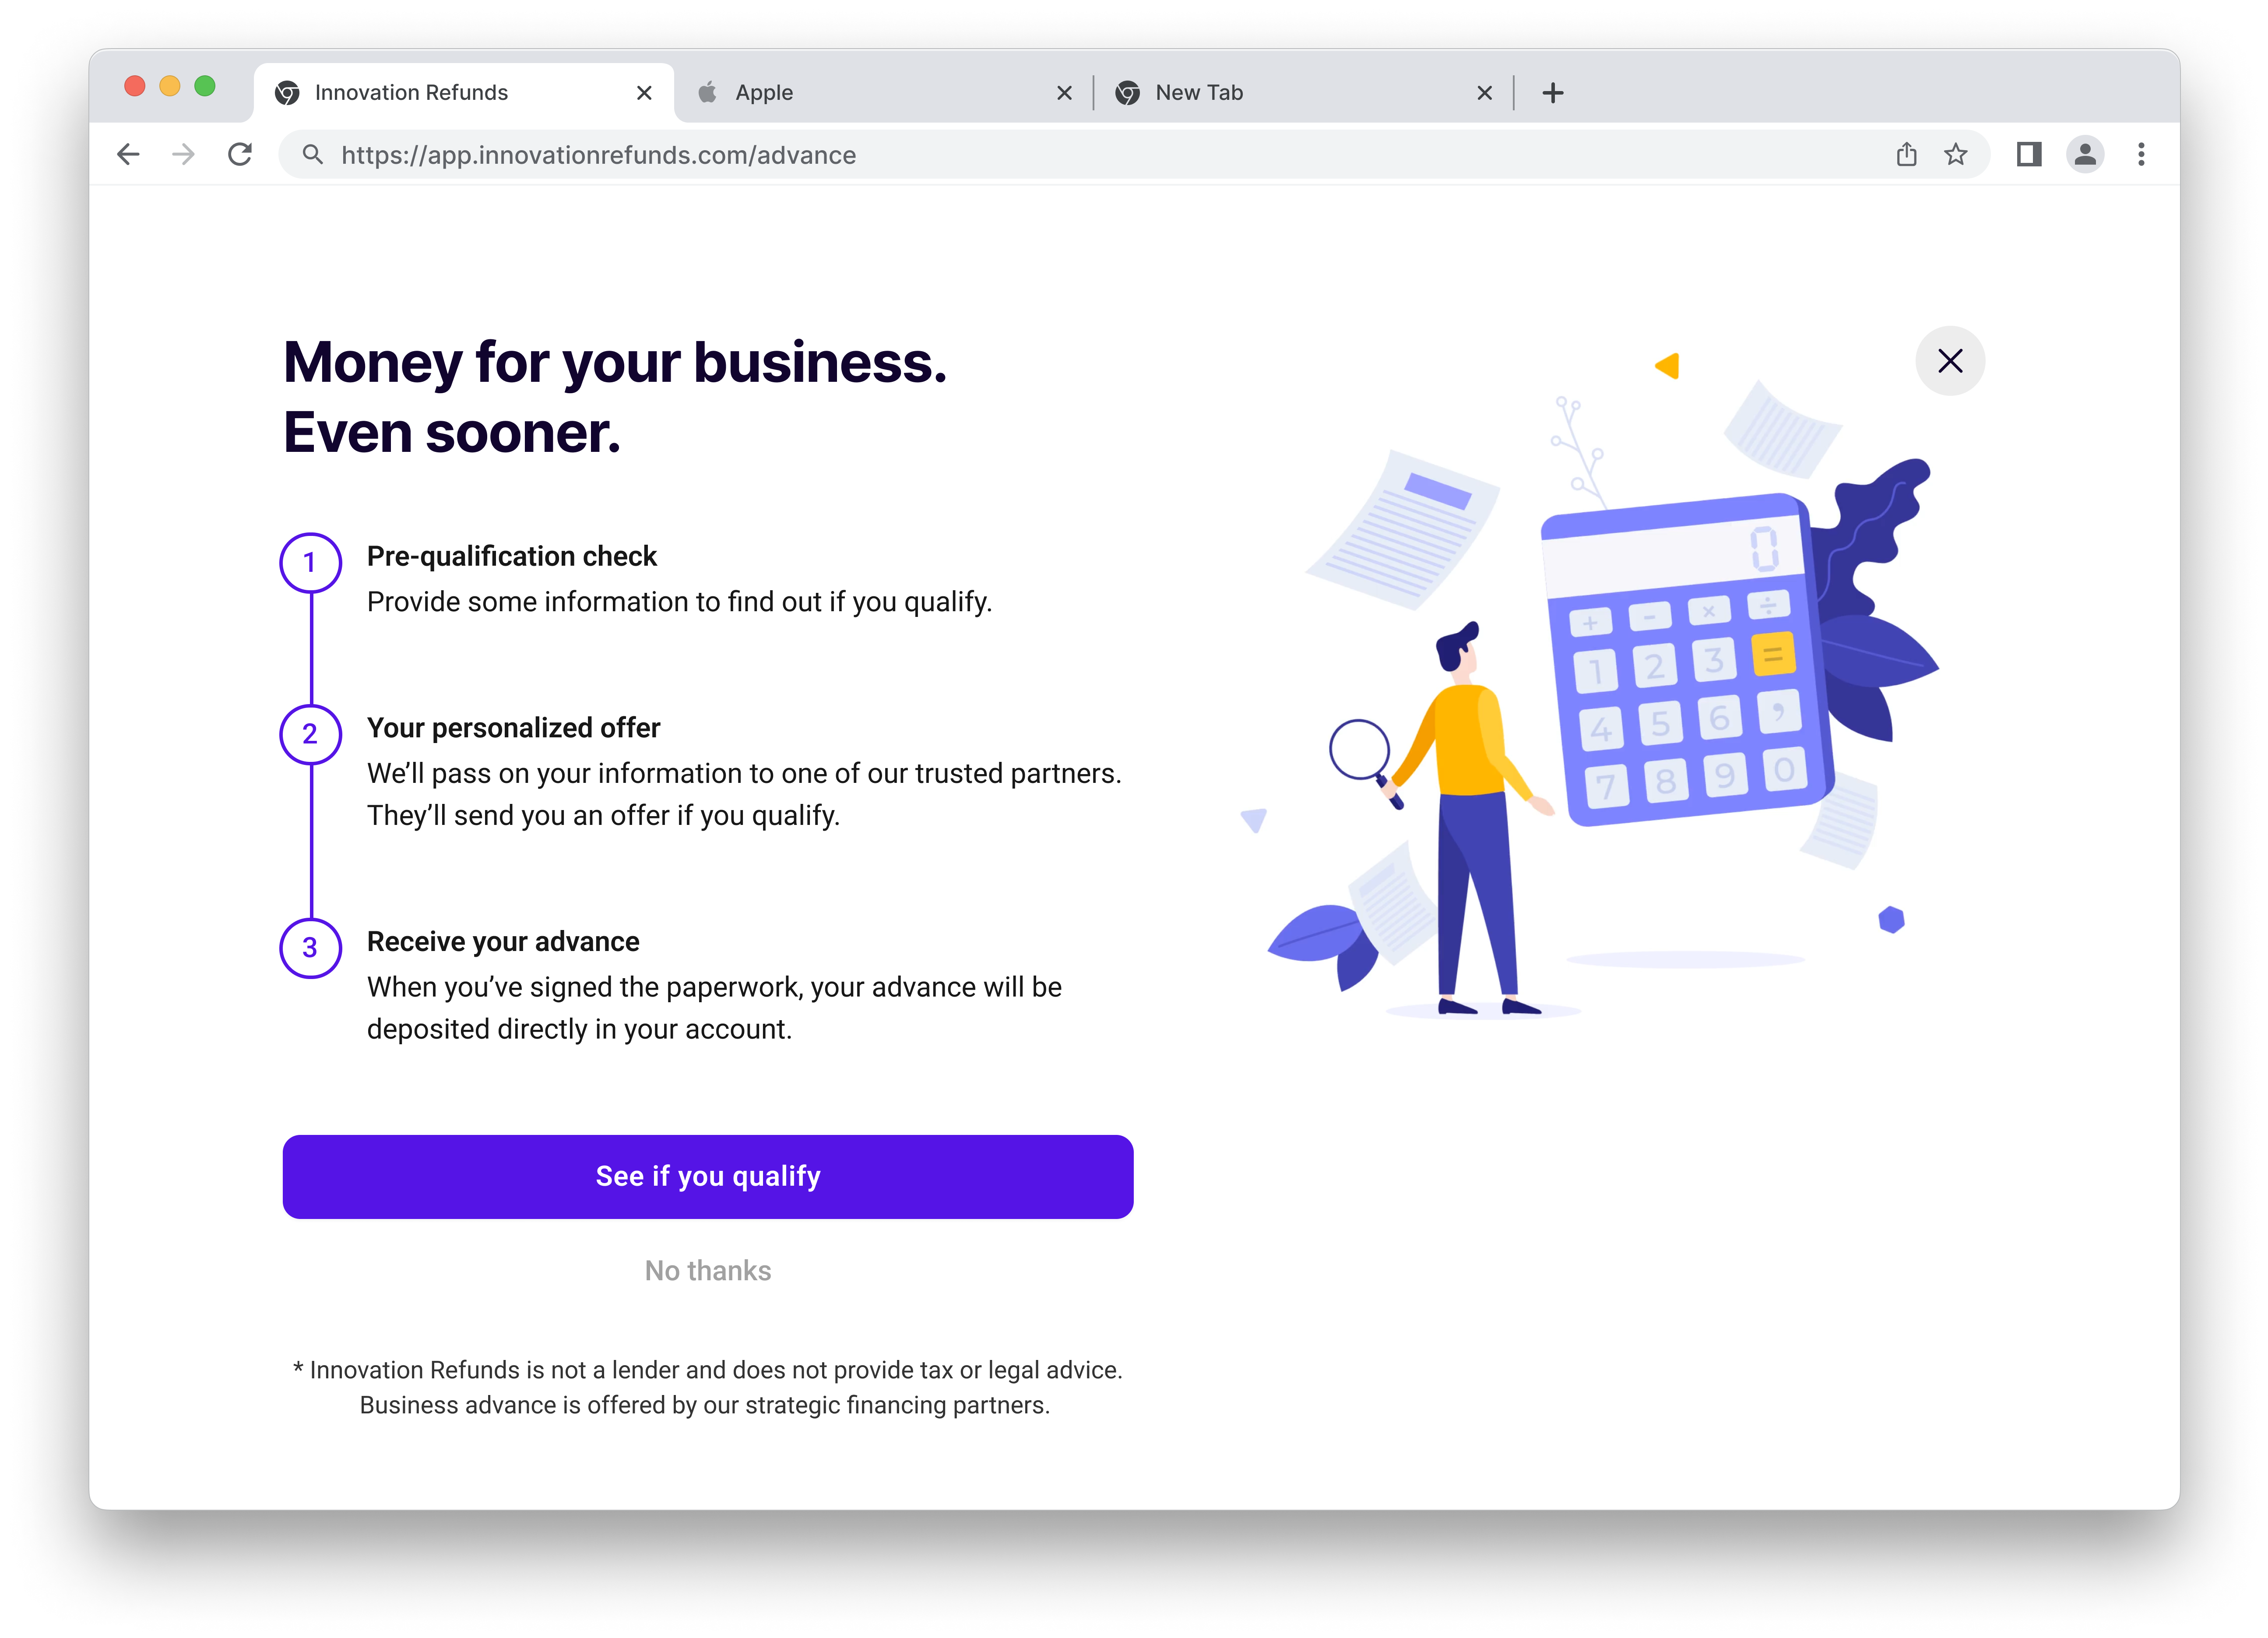 Innovation Refunds
Apple
New Tab
https://app.innovationrefunds.com/advance
Money for your business.
Even sooner.
1
Pre-qualification check
Provide some information to find out if you qualify.
2
Your personalized offer
We’ll pass on your information to one of our trusted partners.
They’ll send you an offer if you qualify.
3
Receive your advance
When you’ve signed the paperwork, your advance will be
deposited directly in your account.
See if you qualify
No thanks
* Innovation Refunds is not a lender and does not provide tax or legal advice.
Business advance is offered by our strategic financing partners.
0
+ - × ÷
1 2 3 =
4 5 6 ,
7 8 9 0